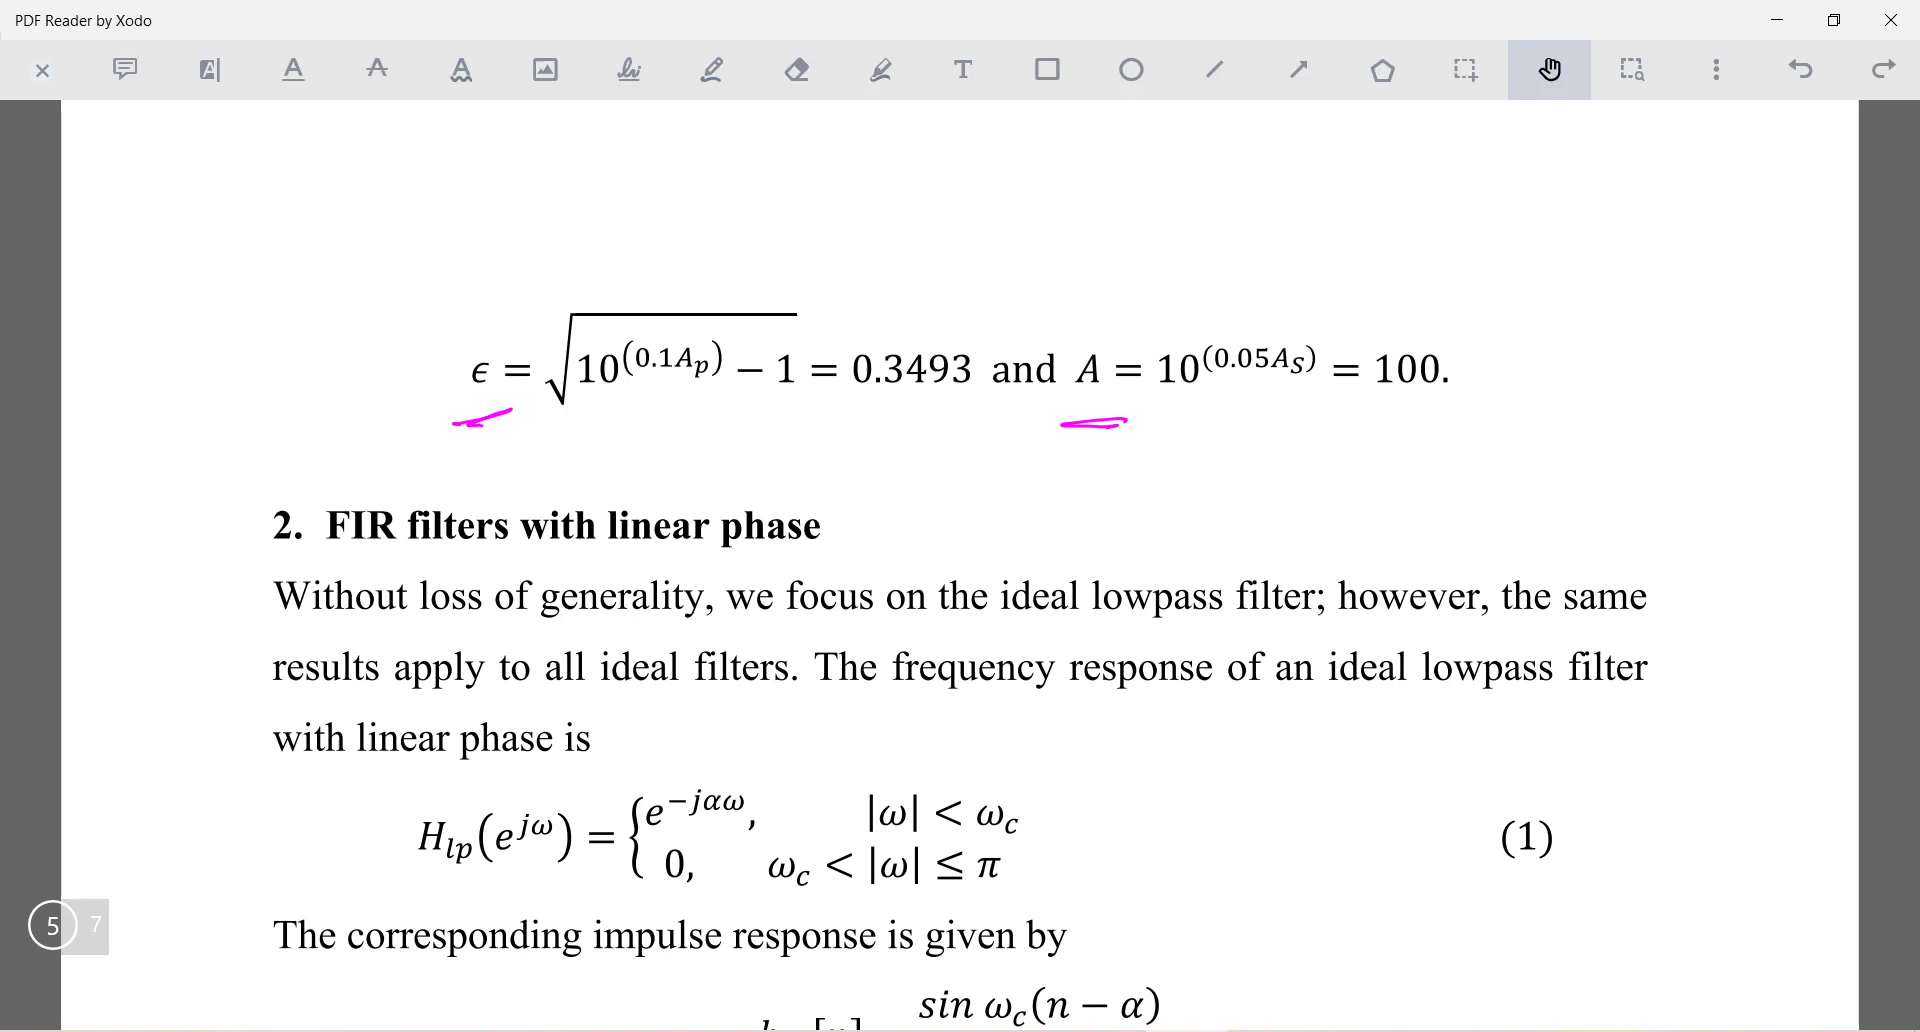 PDF Reader by Xodo
ϵ = √(10^(0.1A_p) − 1) = 0.3493 and A = 10^(0.05A_S) = 100.
2. FIR filters with linear phase
Without loss of generality, we focus on the ideal lowpass filter; however, the same
results apply to all ideal filters. The frequency response of an ideal lowpass filter
with linear phase is
H_lp(e^{jω}) = { e^{−jαω}, |ω| < ω_c
0, ω_c < |ω| ≤ π
(1)
5 7
The corresponding impulse response is given by
sin ω_c(n − α)